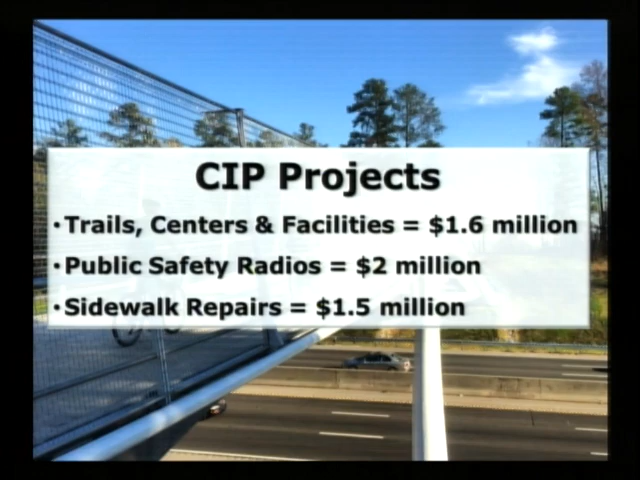 CIP Projects
• Trails, Centers & Facilities = $1.6 million
• Public Safety Radios = $2 million
• Sidewalk Repairs = $1.5 million